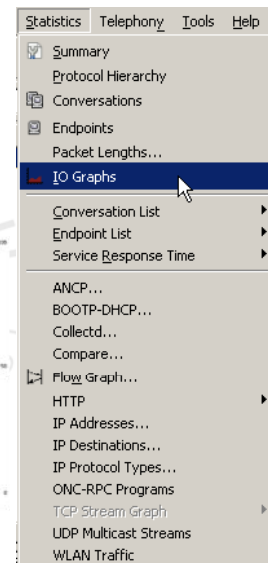 Statistics Telephony Tools Help
Summary
Protocol Hierarchy
Conversations
Endpoints
Packet Lengths...
IO Graphs
Conversation List
Endpoint List
Service Response Time
ANCP...
BOOTP-DHCP...
Collectd...
Compare...
Flow Graph...
HTTP
IP Addresses...
IP Destinations...
IP Protocol Types...
ONC-RPC Programs
TCP Stream Graph
UDP Multicast Streams
WLAN Traffic